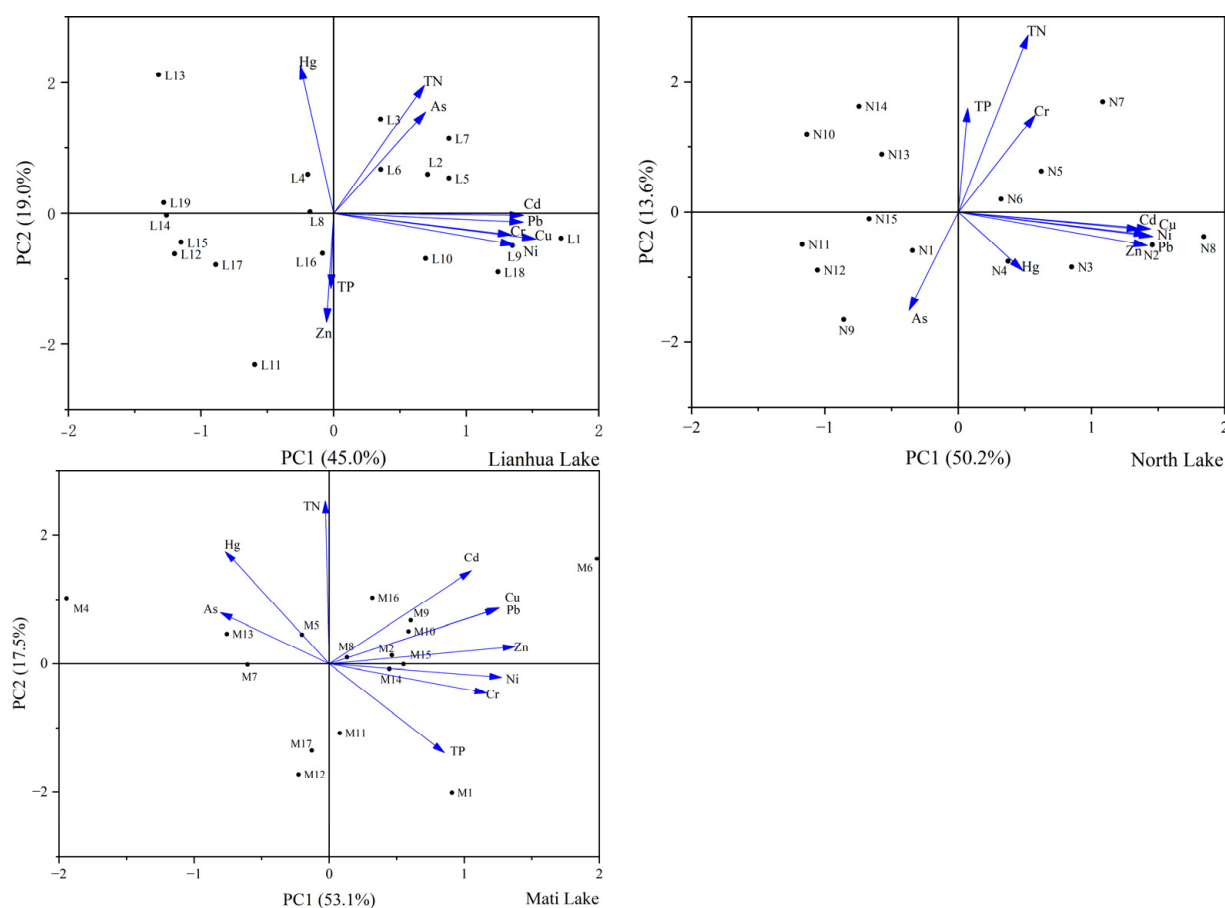 PC2 (19.0%)
2
0
-2
L13
Hg
TN
As
L3
L7
L6
L2
L5
L4
L19
L14
L8
Cd
Pb
Cr
Cu
L1
L15
L12
L17
L16
L10
L9
Ni
L18
TP
Zn
L11
-2
-1
0
1
2
PC1 (45.0%)
Lianhua Lake
PC2 (13.6%)
2
0
−2
TN
TP
Cr
N7
N14
N10
N13
N5
N6
N15
Cd
Cu
Ni
N8
N11
N1
Zn
N2
Pb
N12
N4
Hg
N3
As
N9
−2
−1
0
1
2
PC1 (50.2%)
North Lake
PC2 (17.5%)
2
0
−2
TN
Hg
Cd
M6
M4
M16
Cu
Pb
As
M9
M13
M5
M10
M8
M2
Zn
M15
M7
M14
Ni
Cr
M11
M17
TP
M12
M1
−2
−1
0
1
2
PC1 (53.1%)
Mati Lake